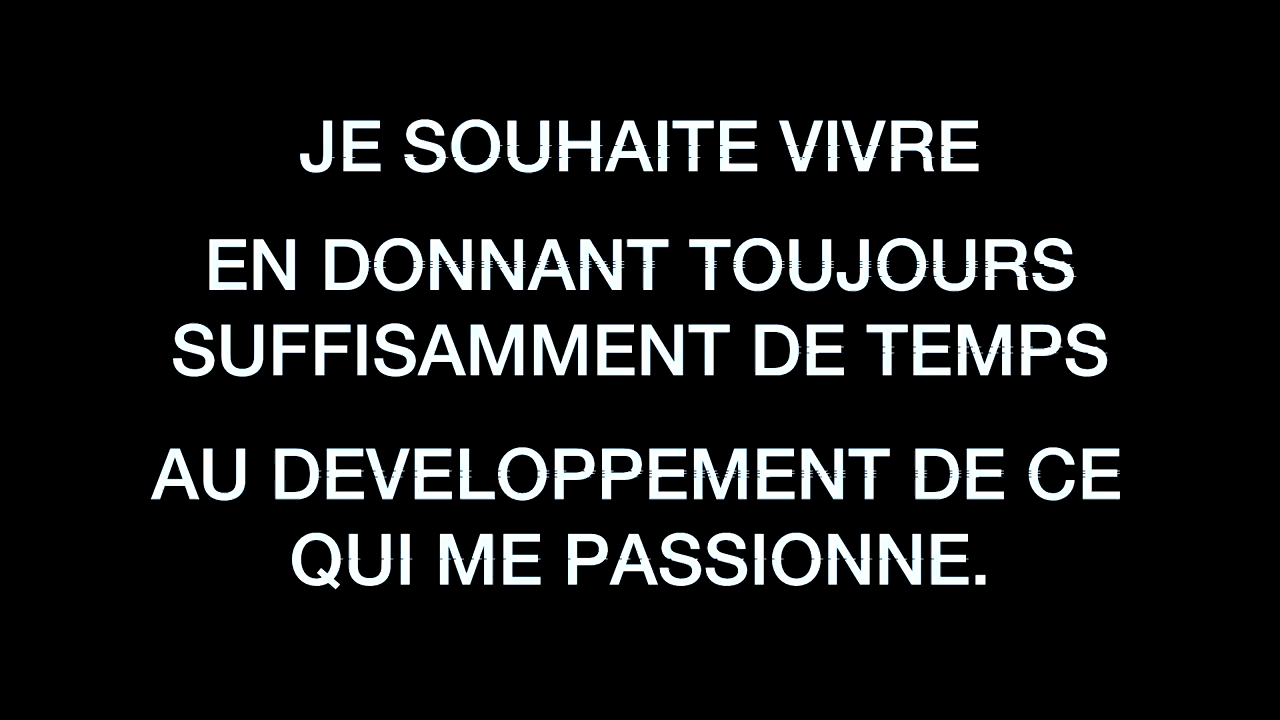 JE SOUHAITE VIVRE
EN DONNANT TOUJOURS
SUFFISAMMENT DE TEMPS
AU DEVELOPPEMENT DE CE
QUI ME PASSIONNE.